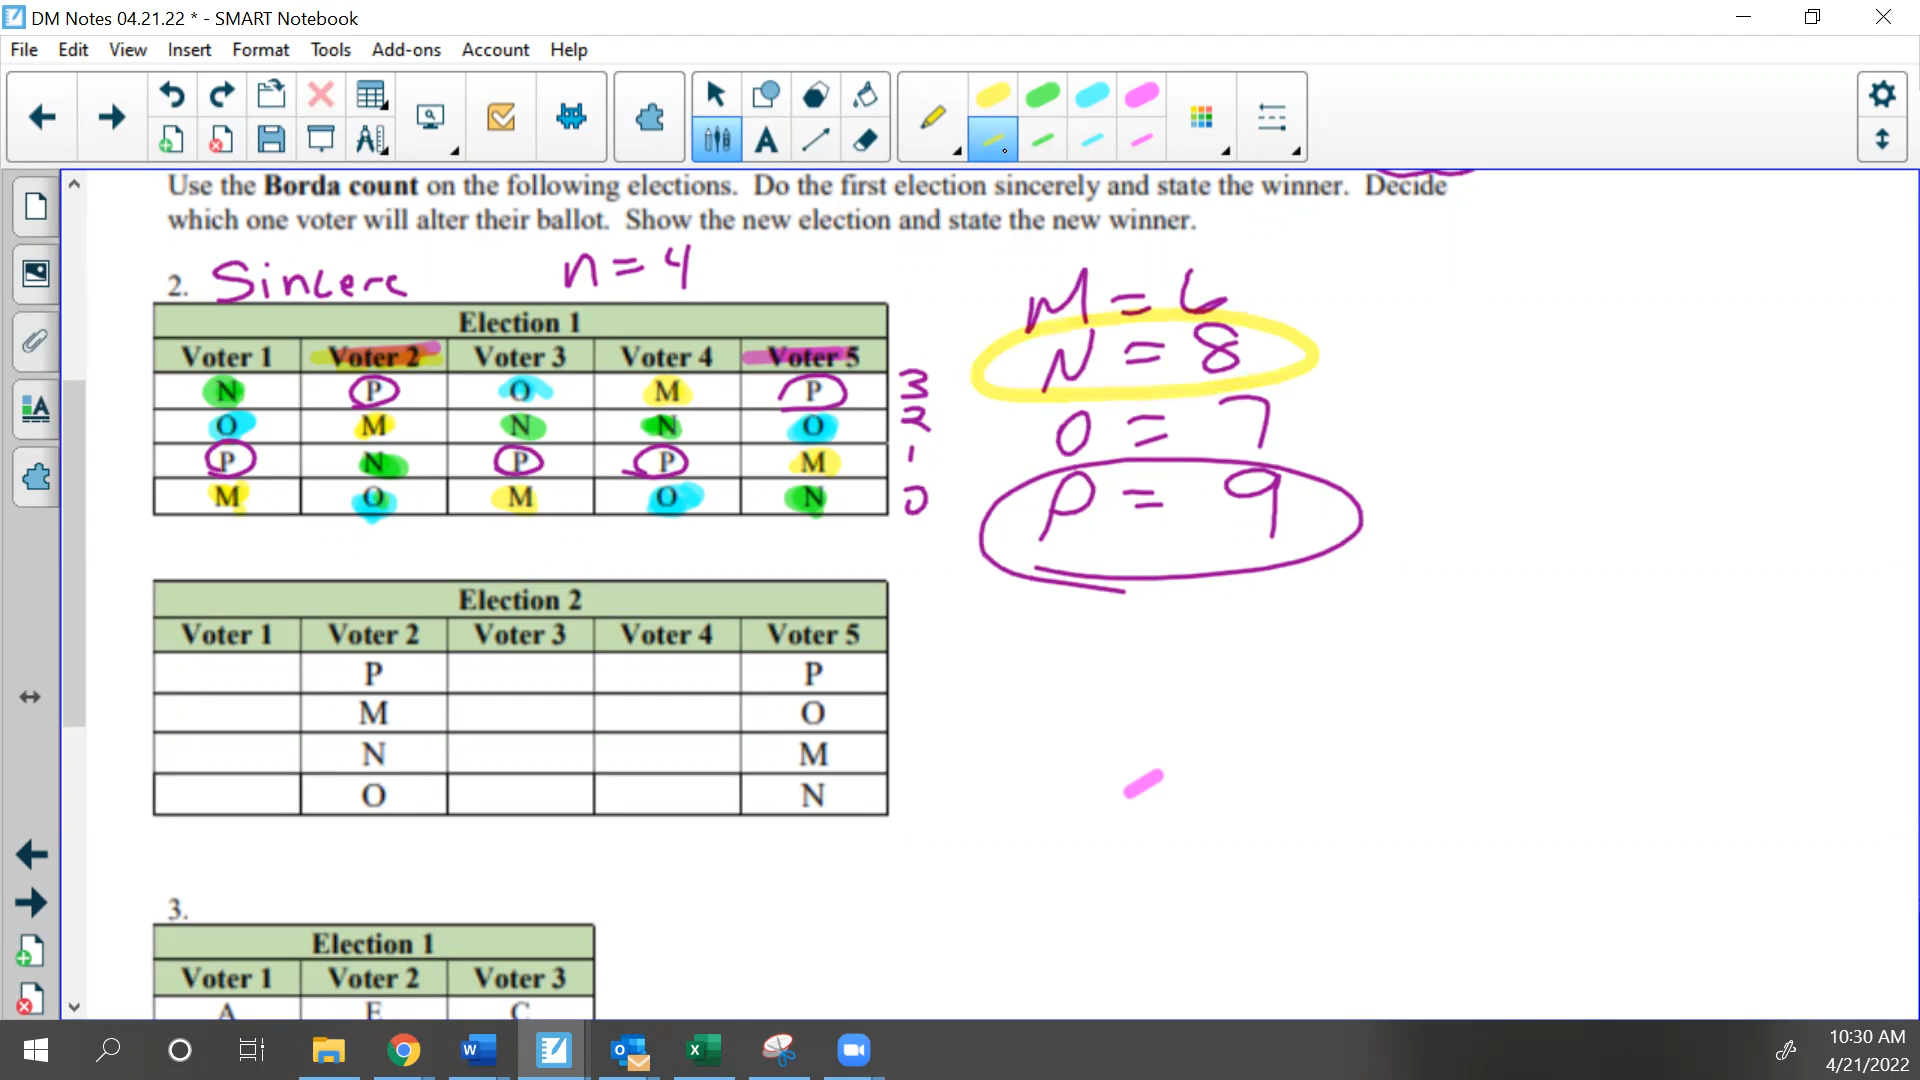 DM Notes 04.21.22 * - SMART Notebook
File Edit View Insert Format Tools Add-ons Account Help
Use the Borda count on the following elections. Do the first election sincerely and state the winner. Decide
which one voter will alter their ballot. Show the new election and state the new winner.
2. Sincere n = 4
Election 1
Voter 1 Voter 2 Voter 3 Voter 4 Voter 5
N P O M P 3
O M N N O 2
P N P P M 1
M O M O N 0
M = 6
N = 8
O = 7
P = 9
Election 2
Voter 1 Voter 2 Voter 3 Voter 4 Voter 5
P P
M O
N M
O N
3.
Election 1
Voter 1 Voter 2 Voter 3
A E C
10:30 AM
4/21/2022